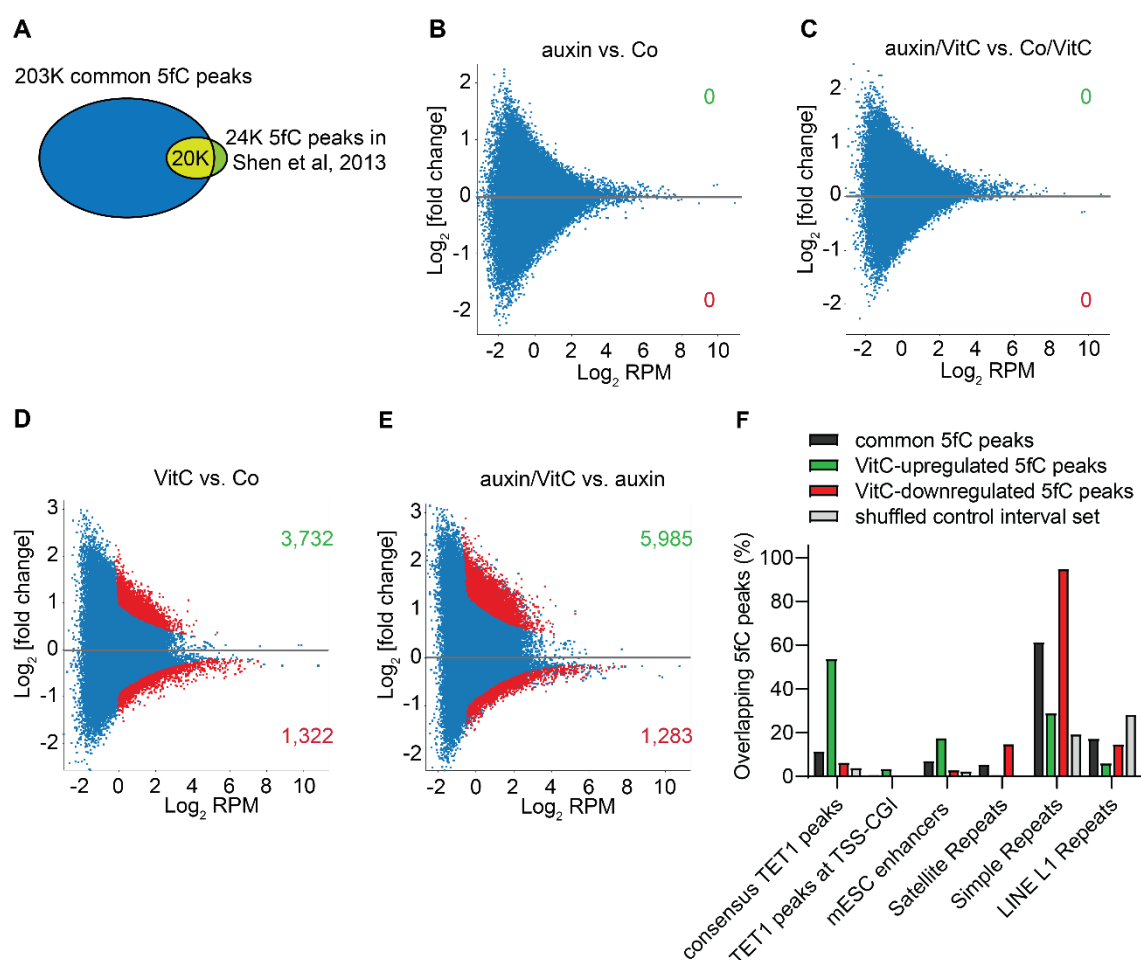 A
203K common 5fC peaks
20K
24K 5fC peaks in
Shen et al, 2013
B
auxin vs. Co
Log2 [fold change]
2
1
0
-1
-2
0
0
-2 0 2 4 6 8 10
Log2 RPM
C
auxin/VitC vs. Co/VitC
Log2 [fold change]
2
1
0
-1
-2
0
0
-2 0 2 4 6 8 10
Log2 RPM
D
VitC vs. Co
Log2 [fold change]
3
2
1
0
-1
-2
3,732
1,322
-2 0 2 4 6 8 10
Log2 RPM
E
auxin/VitC vs. auxin
Log2 [fold change]
3
2
1
0
-1
-2
5,985
1,283
-2 0 2 4 6 8 10
Log2 RPM
F
common 5fC peaks
VitC-upregulated 5fC peaks
VitC-downregulated 5fC peaks
shuffled control interval set
Overlapping 5fC peaks (%)
100
80
60
40
20
0
consensus TET1 peaks
TET1 peaks at TSS-CGI
mESC enhancers
Satellite Repeats
Simple Repeats
LINE L1 Repeats